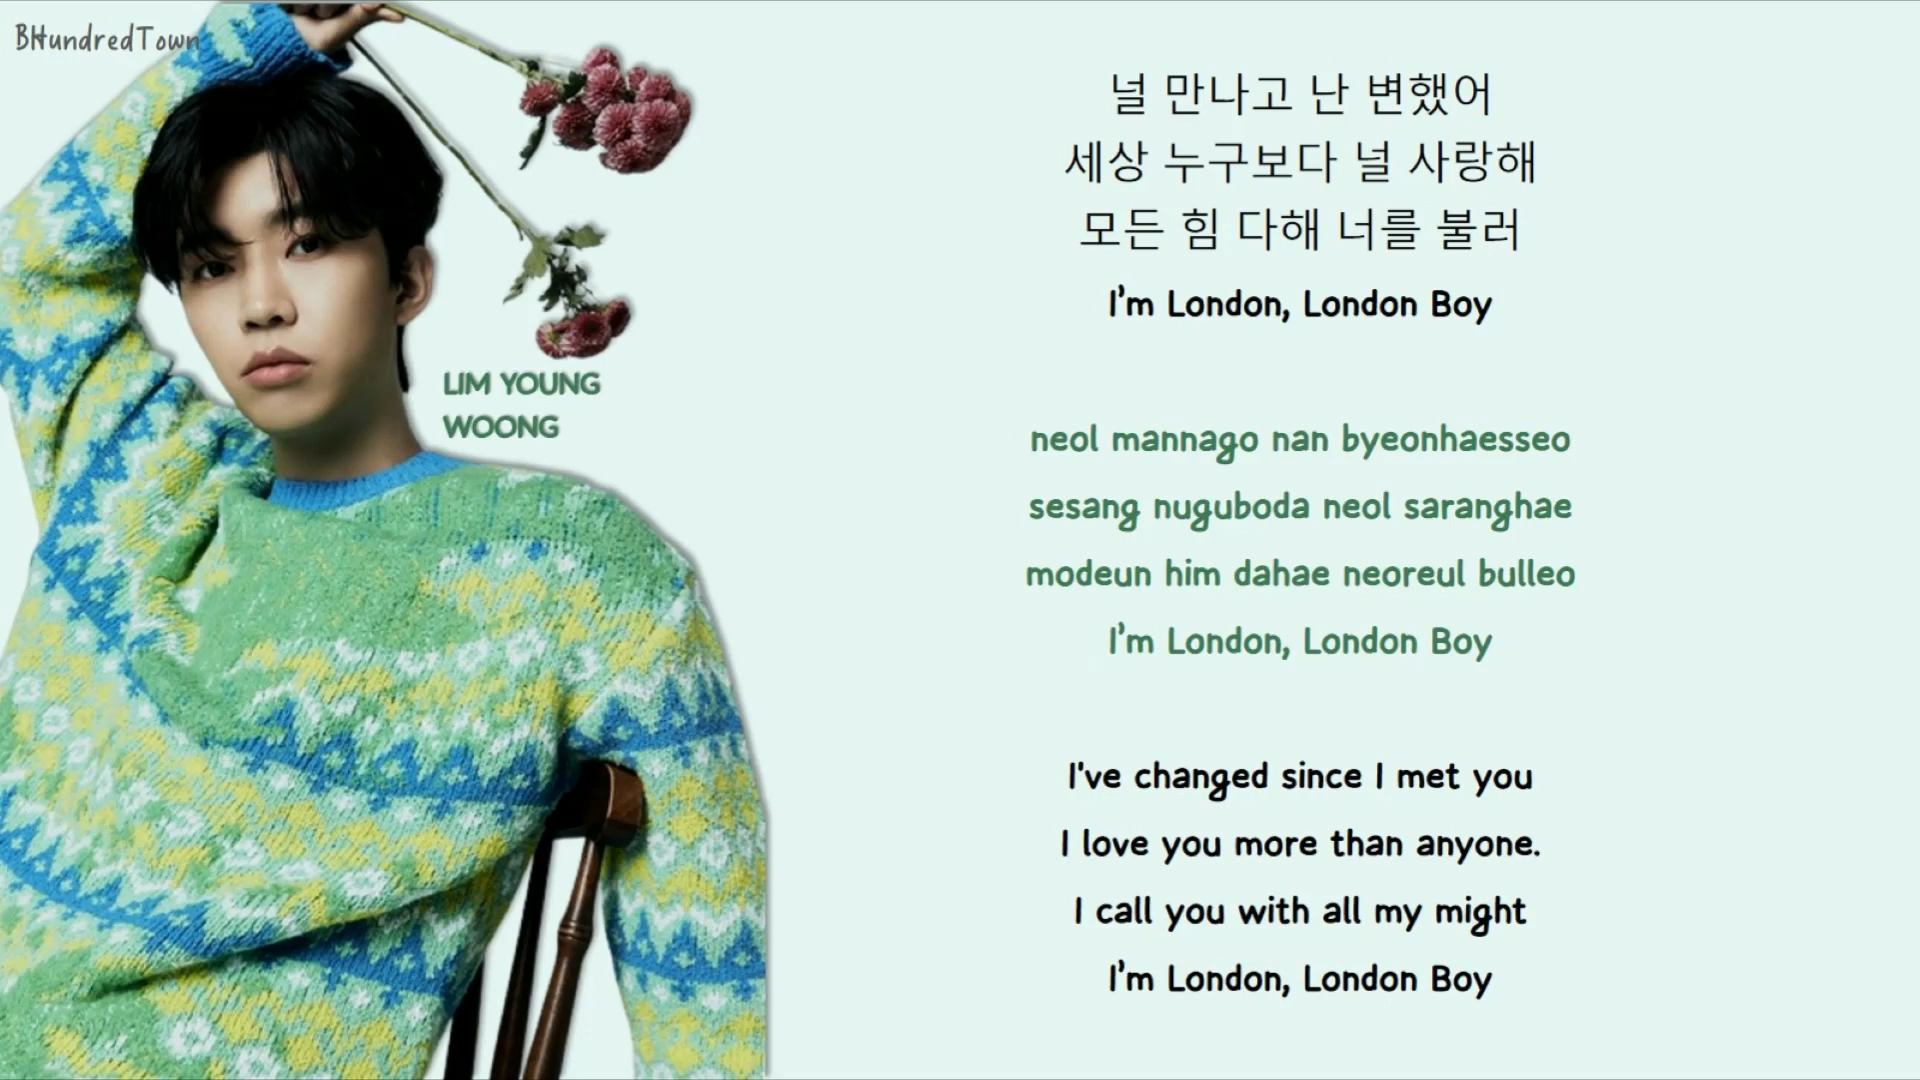 BHundredTown
LIM YOUNG
WOONG
널 만나고 난 변했어
세상 누구보다 널 사랑해
모든 힘 다해 너를 불러
I'm London, London Boy
neol mannago nan byeonhaesseo
sesang nuguboda neol saranghae
modeun him dahae neoreul bulleo
I'm London, London Boy
I've changed since I met you
I love you more than anyone.
I call you with all my might
I'm London, London Boy